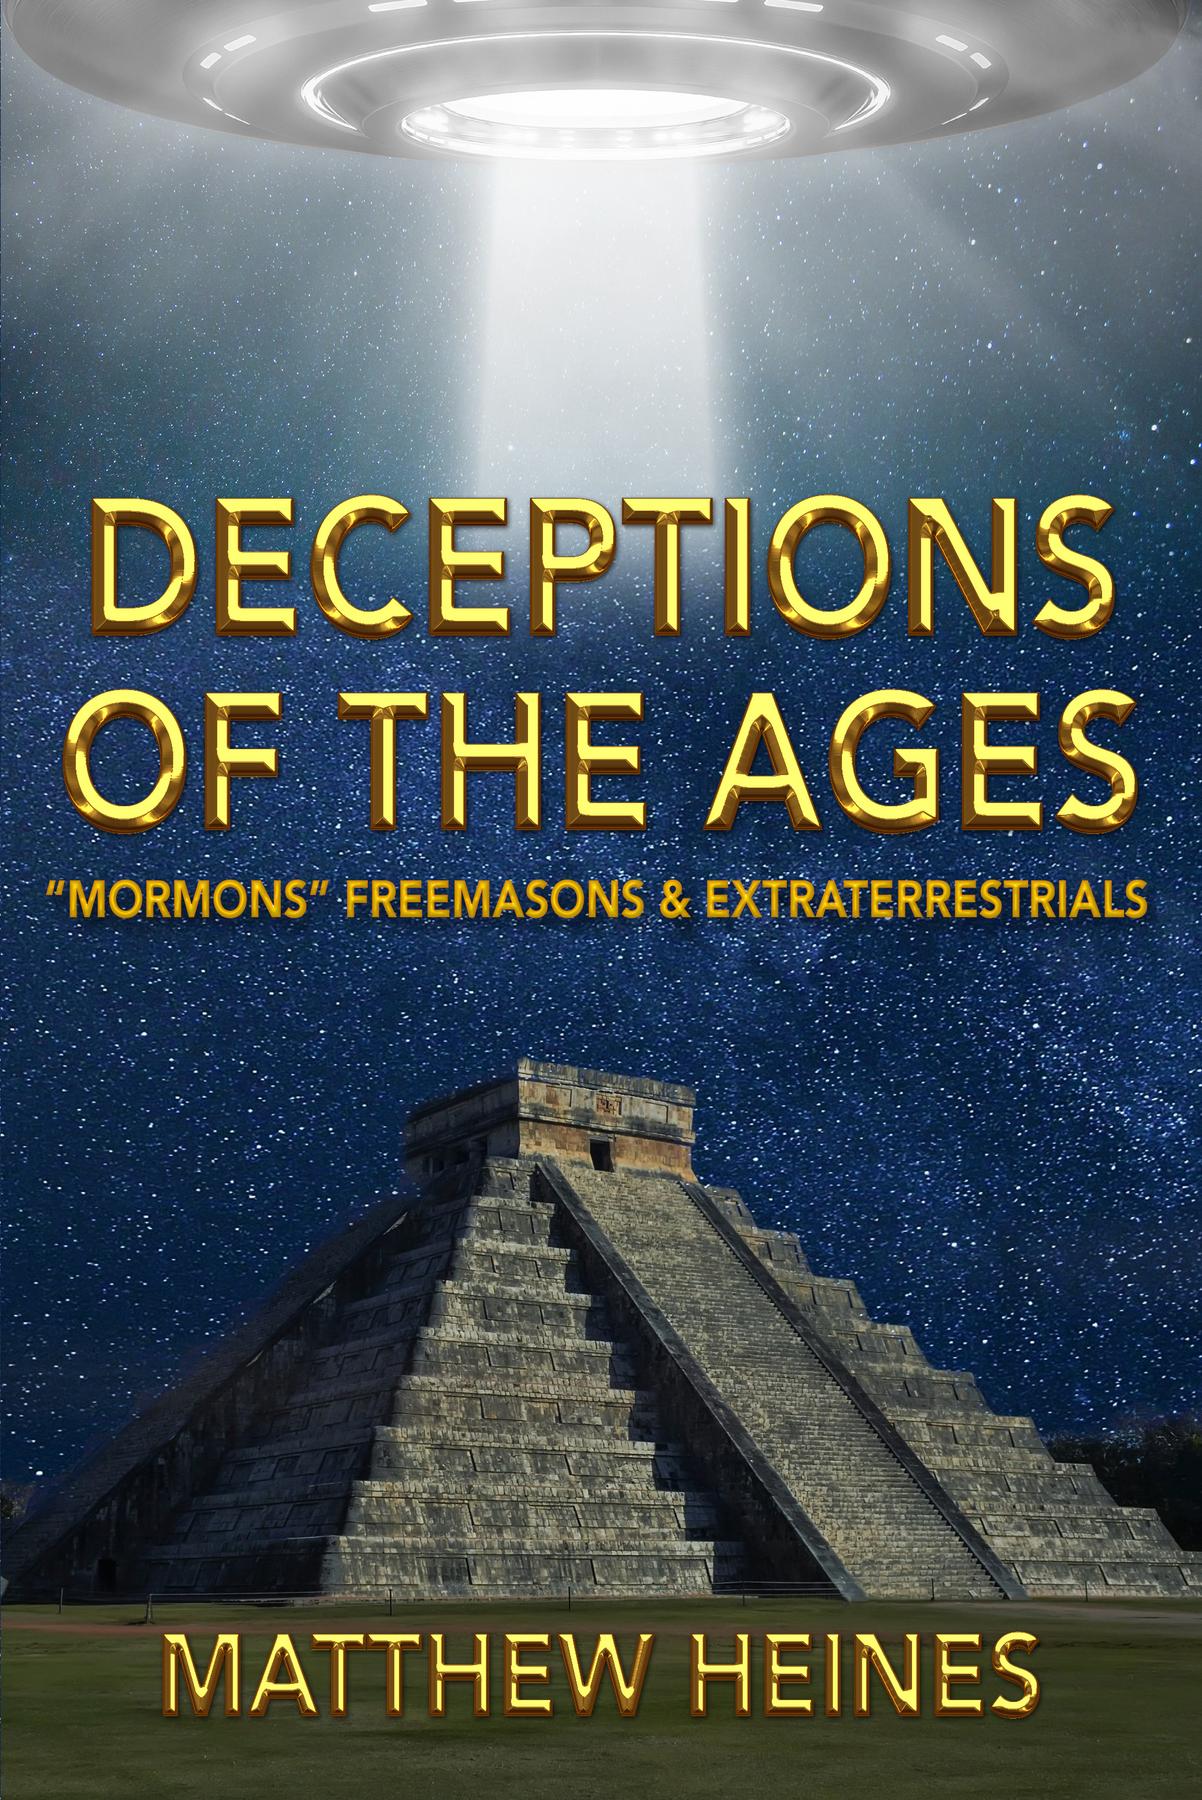 DECEPTIONS
OF THE AGES
“MORMONS” FREEMASONS & EXTRATERRESTRIALS
MATTHEW HEINES